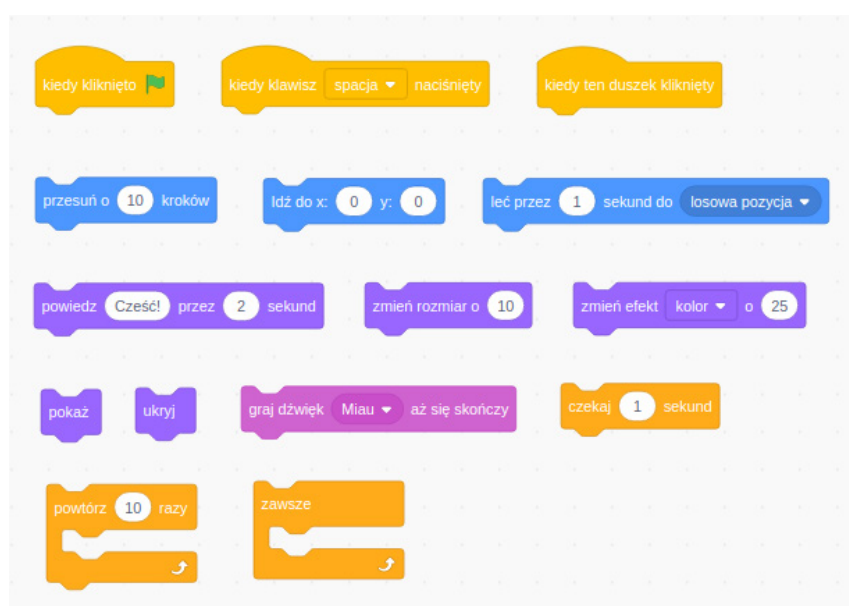 kiedy kliknięto
kiedy klawisz spacja naciśnięty
kiedy ten duszek kliknięty
przesuń o 10 kroków
Idź do x: 0 y: 0
leć przez 1 sekund do losowa pozycja
powiedz Cześć! przez 2 sekund
zmień rozmiar o 10
zmień efekt kolor o 25
pokaż
ukryj
graj dźwięk Miau aż się skończy
czekaj 1 sekund
powtórz 10 razy
zawsze